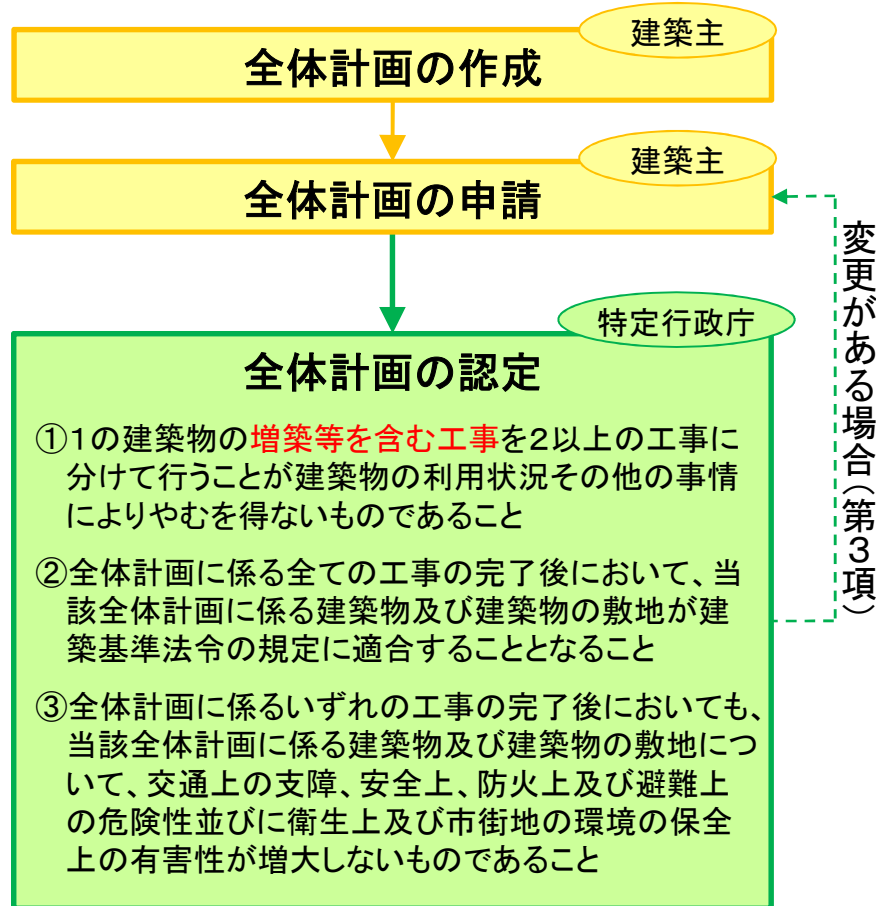 建築主
全体計画の作成
建築主
全体計画の申請
変更がある場合（第３項）
特定行政庁
全体計画の認定
①１の建築物の増築等を含む工事を２以上の工事に
分けて行うことが建築物の利用状況その他の事情
によりやむを得ないものであること
②全体計画に係る全ての工事の完了後において、当
該全体計画に係る建築物及び建築物の敷地が建
築基準法令の規定に適合することとなること
③全体計画に係るいずれの工事の完了後においても、
当該全体計画に係る建築物及び建築物の敷地につ
いて、交通上の支障、安全上、防火上及び避難上
の危険性並びに衛生上及び市街地の環境の保全
上の有害性が増大しないものであること